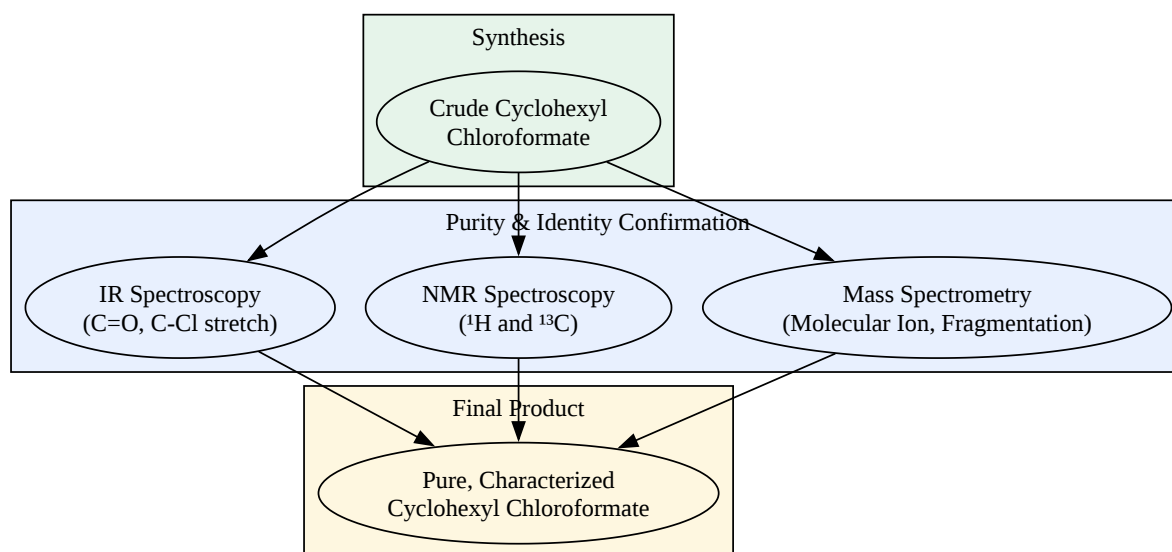 Synthesis
Crude Cyclohexyl
Chloroformate
Purity & Identity Confirmation
IR Spectroscopy
(C=O, C-Cl stretch)
NMR Spectroscopy
(¹H and ¹³C)
Mass Spectrometry
(Molecular Ion, Fragmentation)
Final Product
Pure, Characterized
Cyclohexyl Chloroformate